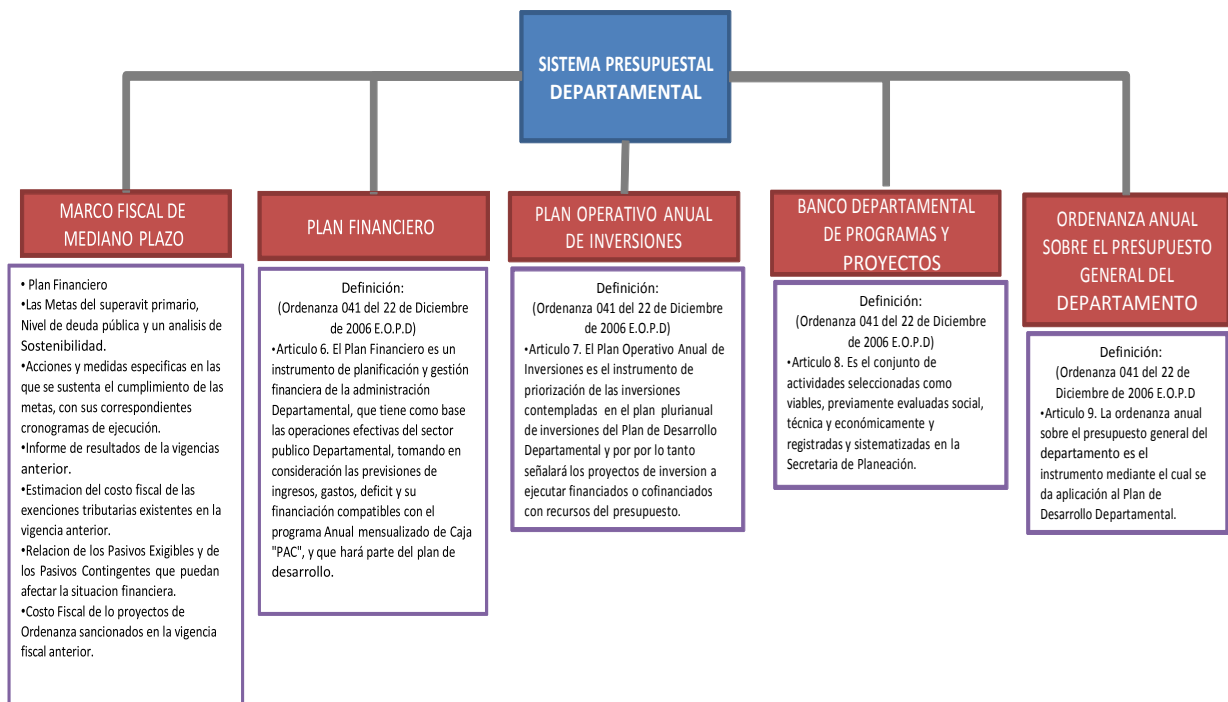 SISTEMA PRESUPUESTAL
DEPARTAMENTAL
MARCO FISCAL DE
MEDIANO PLAZO
• Plan Financiero
•Las Metas del superavit primario,
Nivel de deuda pública y un analisis de
Sostenibilidad.
•Acciones y medidas especificas en las
que se sustenta el cumplimiento de las
metas, con sus correspondientes
cronogramas de ejecución.
•Informe de resultados de la vigencias
anterior.
•Estimacion del costo fiscal de las
exenciones tributarias existentes en la
vigencia anterior.
•Relacion de los Pasivos Exigibles y de
los Pasivos Contingentes que puedan
afectar la situacion financiera.
•Costo Fiscal de lo proyectos de
Ordenanza sancionados en la vigencia
fiscal anterior.
PLAN FINANCIERO
Definición:
(Ordenanza 041 del 22 de Diciembre
de 2006 E.O.P.D)
•Articulo 6. El Plan Financiero es un
instrumento de planificación y gestión
financiera de la administración
Departamental, que tiene como base
las operaciones efectivas del sector
publico Departamental, tomando en
consideración las previsiones de
ingresos, gastos, deficit y su
financiación compatibles con el
programa Anual mensualizado de Caja
"PAC", y que hará parte del plan de
desarrollo.
PLAN OPERATIVO ANUAL
DE INVERSIONES
Definición:
(Ordenanza 041 del 22 de Diciembre
de 2006 E.O.P.D)
•Articulo 7. El Plan Operativo Anual de
Inversiones es el instrumento de
priorización de las inversiones
contempladas en el plan plurianual
de inversiones del Plan de Desarrollo
Departamental y por por lo tanto
señalará los proyectos de inversion a
ejecutar financiados o cofinanciados
con recursos del presupuesto.
BANCO DEPARTAMENTAL
DE PROGRAMAS Y
PROYECTOS
Definición:
(Ordenanza 041 del 22 de Diciembre
de 2006 E.O.P.D)
•Articulo 8. Es el conjunto de
actividades seleccionadas como
viables, previamente evaluadas social,
técnica y económicamente y
registradas y sistematizadas en la
Secretaria de Planeación.
ORDENANZA ANUAL
SOBRE EL PRESUPUESTO
GENERAL DEL
DEPARTAMENTO
Definición:
(Ordenanza 041 del 22 de
Diciembre de 2006 E.O.P.D
•Articulo 9. La ordenanza anual
sobre el presupuesto general del
departamento es el
instrumento mediante el cual se
da aplicación al Plan de
Desarrollo Departamental.